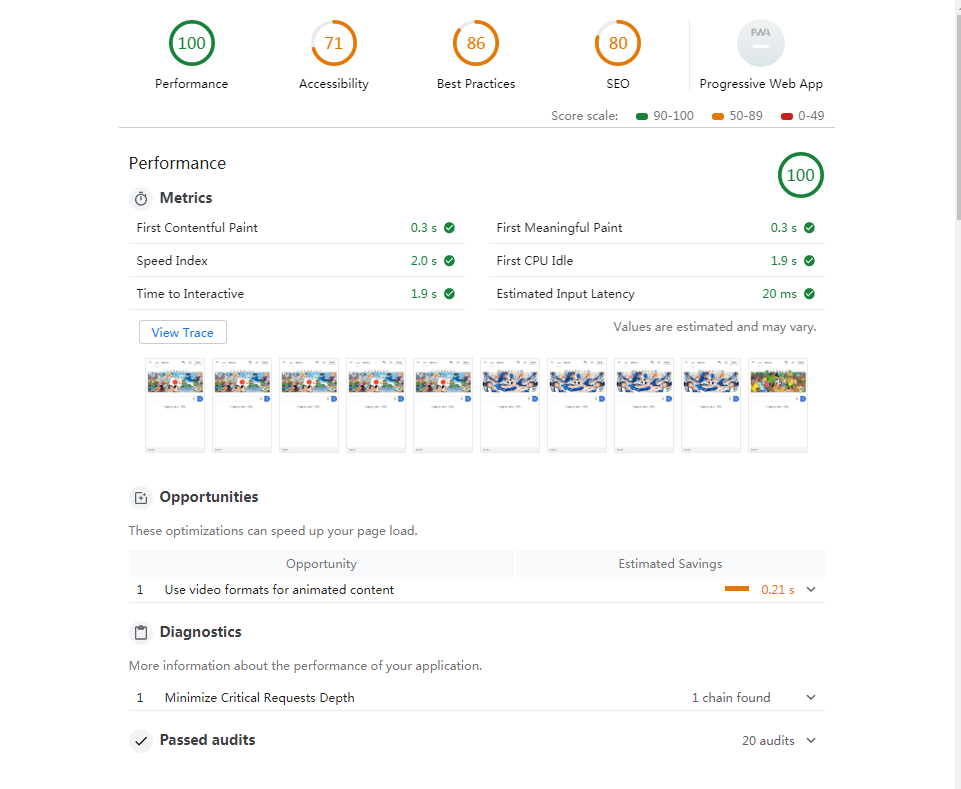 100 71 86 80 PWA
Performance Accessibility Best Practices SEO Progressive Web App
Score scale: 90-100 50-89 0-49
Performance 100
Metrics
First Contentful Paint 0.3 s First Meaningful Paint 0.3 s
Speed Index 2.0 s First CPU Idle 1.9 s
Time to Interactive 1.9 s Estimated Input Latency 20 ms
View Trace Values are estimated and may vary.
Opportunities
These optimizations can speed up your page load.
Opportunity Estimated Savings
1 Use video formats for animated content 0.21 s
Diagnostics
More information about the performance of your application.
1 Minimize Critical Requests Depth 1 chain found
Passed audits 20 audits